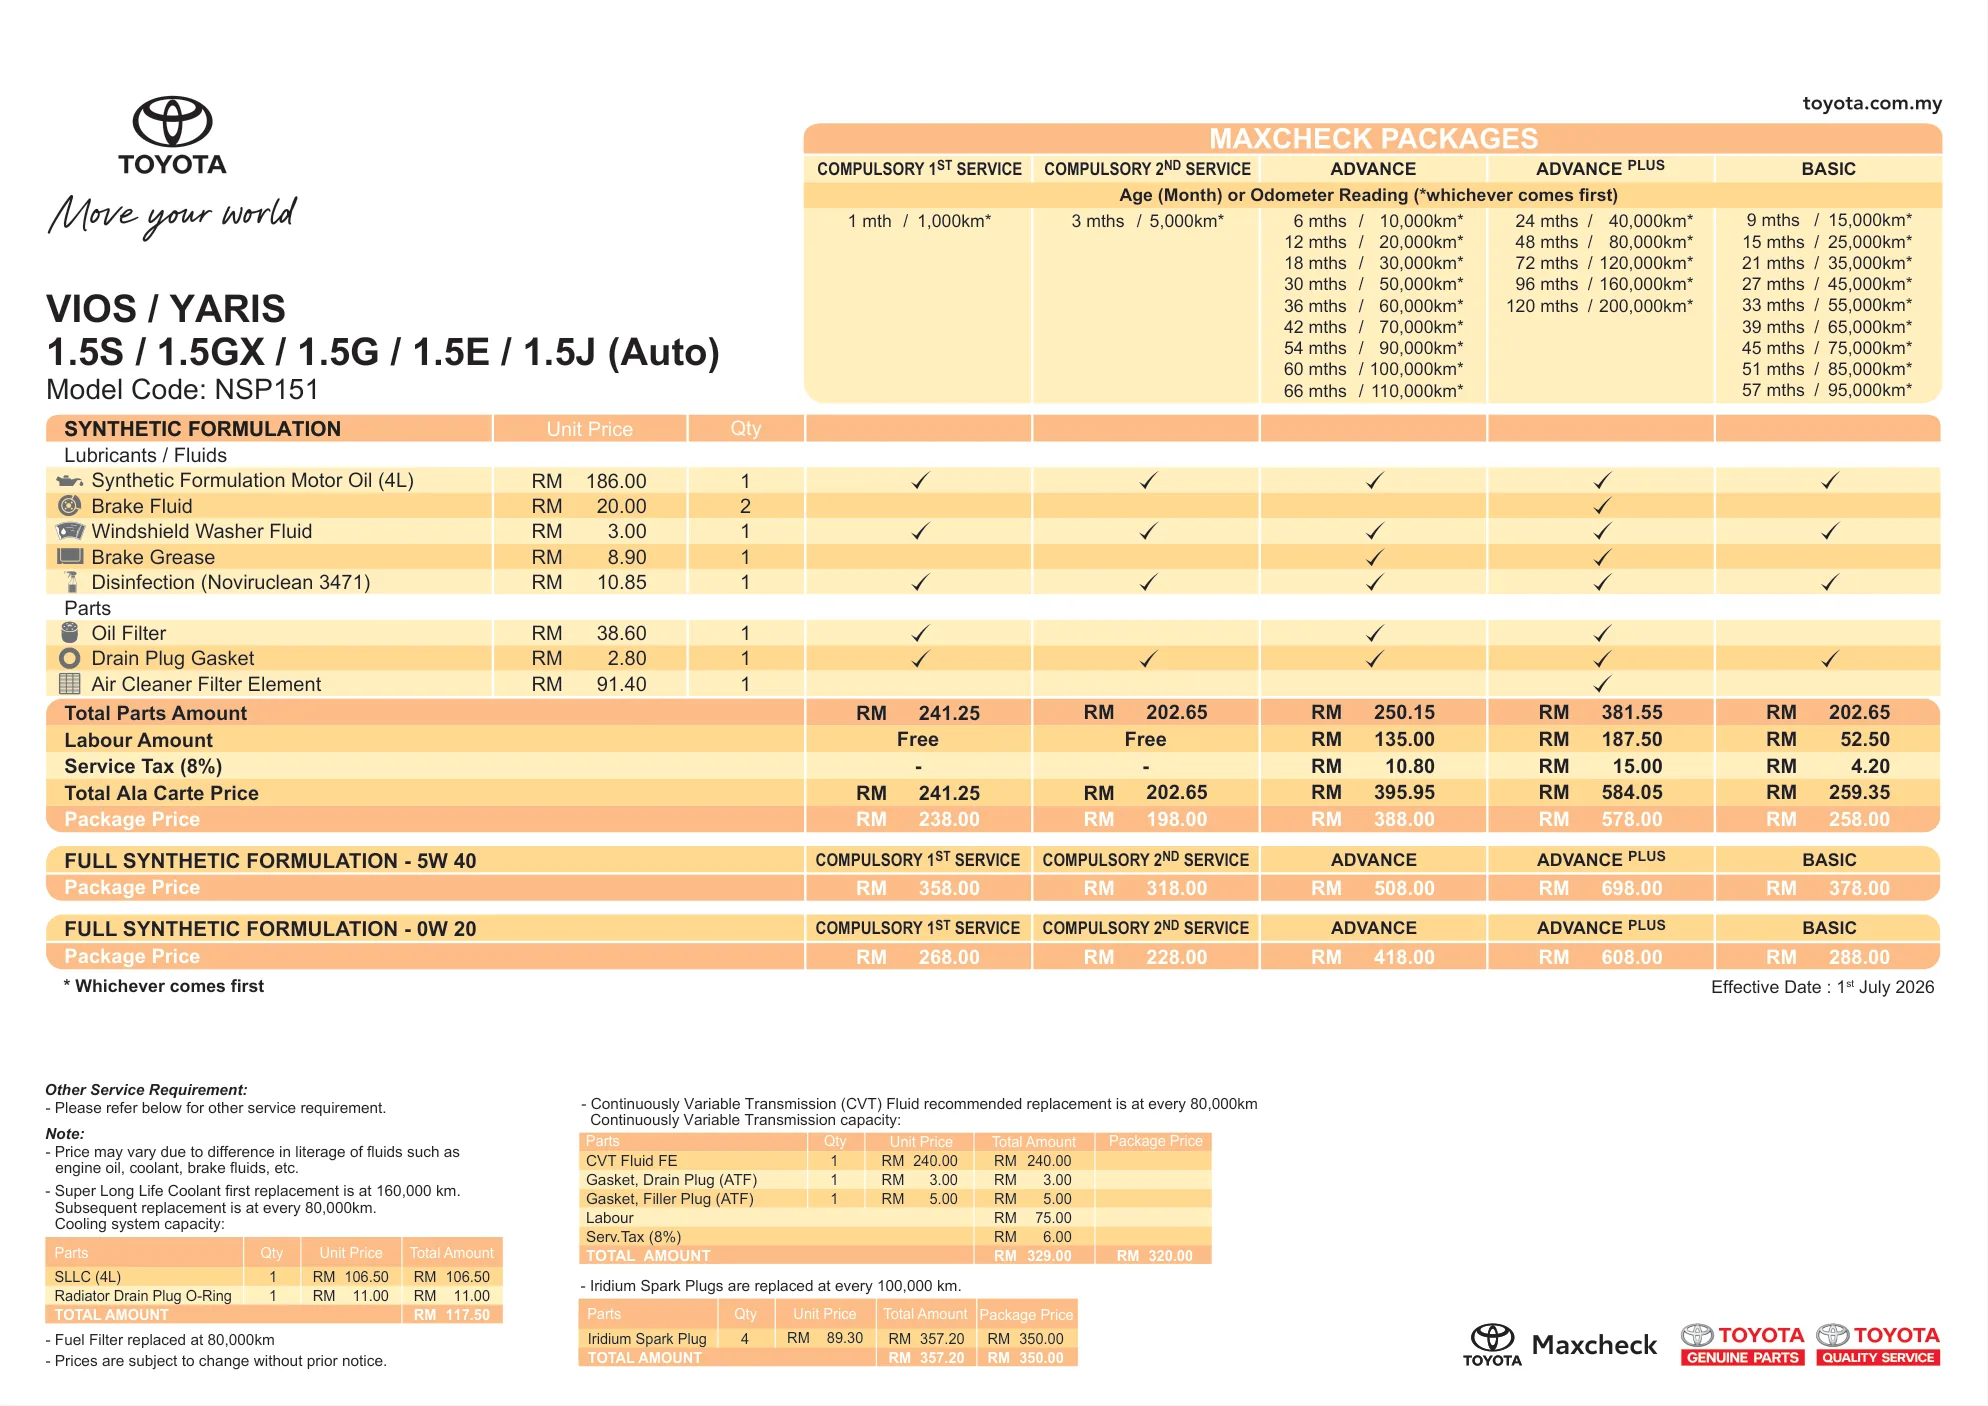 toyota.com.my
TOYOTA
Move your world
VIOS / YARIS
1.5S / 1.5GX / 1.5G / 1.5E / 1.5J (Auto)
Model Code: NSP151
MAXCHECK PACKAGES
COMPULSORY 1ST SERVICE COMPULSORY 2ND SERVICE ADVANCE ADVANCE PLUS BASIC
Age (Month) or Odometer Reading (*whichever comes first)
1 mth / 1,000km* 3 mths / 5,000km* 6 mths / 10,000km* 24 mths / 40,000km* 9 mths / 15,000km*
12 mths / 20,000km* 48 mths / 80,000km* 15 mths / 25,000km*
18 mths / 30,000km* 72 mths / 120,000km* 21 mths / 35,000km*
30 mths / 50,000km* 96 mths / 160,000km* 27 mths / 45,000km*
36 mths / 60,000km* 120 mths / 200,000km* 33 mths / 55,000km*
42 mths / 70,000km* 39 mths / 65,000km*
54 mths / 90,000km* 45 mths / 75,000km*
60 mths / 100,000km* 51 mths / 85,000km*
66 mths / 110,000km* 57 mths / 95,000km*
SYNTHETIC FORMULATION Unit Price Qty
Lubricants / Fluids
Synthetic Formulation Motor Oil (4L) RM 186.00 1 ✓ ✓ ✓ ✓ ✓
Brake Fluid RM 20.00 2 ✓
Windshield Washer Fluid RM 3.00 1 ✓ ✓ ✓ ✓ ✓
Brake Grease RM 8.90 1 ✓ ✓
Disinfection (Noviruclean 3471) RM 10.85 1 ✓ ✓ ✓ ✓ ✓
Parts
Oil Filter RM 38.60 1 ✓ ✓ ✓
Drain Plug Gasket RM 2.80 1 ✓ ✓ ✓ ✓ ✓
Air Cleaner Filter Element RM 91.40 1 ✓
Total Parts Amount RM 241.25 RM 202.65 RM 250.15 RM 381.55 RM 202.65
Labour Amount Free Free RM 135.00 RM 187.50 RM 52.50
Service Tax (8%) - - RM 10.80 RM 15.00 RM 4.20
Total Ala Carte Price RM 241.25 RM 202.65 RM 395.95 RM 584.05 RM 259.35
Package Price RM 238.00 RM 198.00 RM 388.00 RM 578.00 RM 258.00
FULL SYNTHETIC FORMULATION - 5W 40 COMPULSORY 1ST SERVICE COMPULSORY 2ND SERVICE ADVANCE ADVANCE PLUS BASIC
Package Price RM 358.00 RM 318.00 RM 508.00 RM 698.00 RM 378.00
FULL SYNTHETIC FORMULATION - 0W 20 COMPULSORY 1ST SERVICE COMPULSORY 2ND SERVICE ADVANCE ADVANCE PLUS BASIC
Package Price RM 268.00 RM 228.00 RM 418.00 RM 608.00 RM 288.00
* Whichever comes first
Effective Date : 1st July 2026
Other Service Requirement:
- Please refer below for other service requirement.
Note:
- Price may vary due to difference in literage of fluids such as
engine oil, coolant, brake fluids, etc.
- Super Long Life Coolant first replacement is at 160,000 km.
Subsequent replacement is at every 80,000km.
Cooling system capacity:
Parts Qty Unit Price Total Amount
SLLC (4L) 1 RM 106.50 RM 106.50
Radiator Drain Plug O-Ring 1 RM 11.00 RM 11.00
TOTAL AMOUNT RM 117.50
- Fuel Filter replaced at 80,000km
- Prices are subject to change without prior notice.
- Continuously Variable Transmission (CVT) Fluid recommended replacement is at every 80,000km
Continuously Variable Transmission capacity:
Parts Qty Unit Price Total Amount Package Price
CVT Fluid FE 1 RM 240.00 RM 240.00
Gasket, Drain Plug (ATF) 1 RM 3.00 RM 3.00
Gasket, Filler Plug (ATF) 1 RM 5.00 RM 5.00
Labour RM 75.00
Serv.Tax (8%) RM 6.00
TOTAL AMOUNT RM 329.00 RM 320.00
- Iridium Spark Plugs are replaced at every 100,000 km.
Parts Qty Unit Price Total Amount Package Price
Iridium Spark Plug 4 RM 89.30 RM 357.20 RM 350.00
TOTAL AMOUNT RM 357.20 RM 350.00
TOYOTA Maxcheck
TOYOTA GENUINE PARTS
TOYOTA QUALITY SERVICE